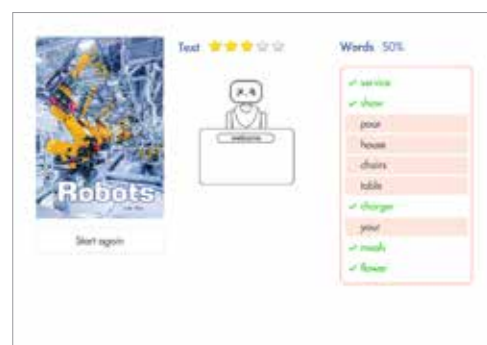 Text
Words 50%
✓ service
✓ show
pour
house
chairs
table
✓ charger
your
✓ meals
✓ flower
welcome
Robots
Start again